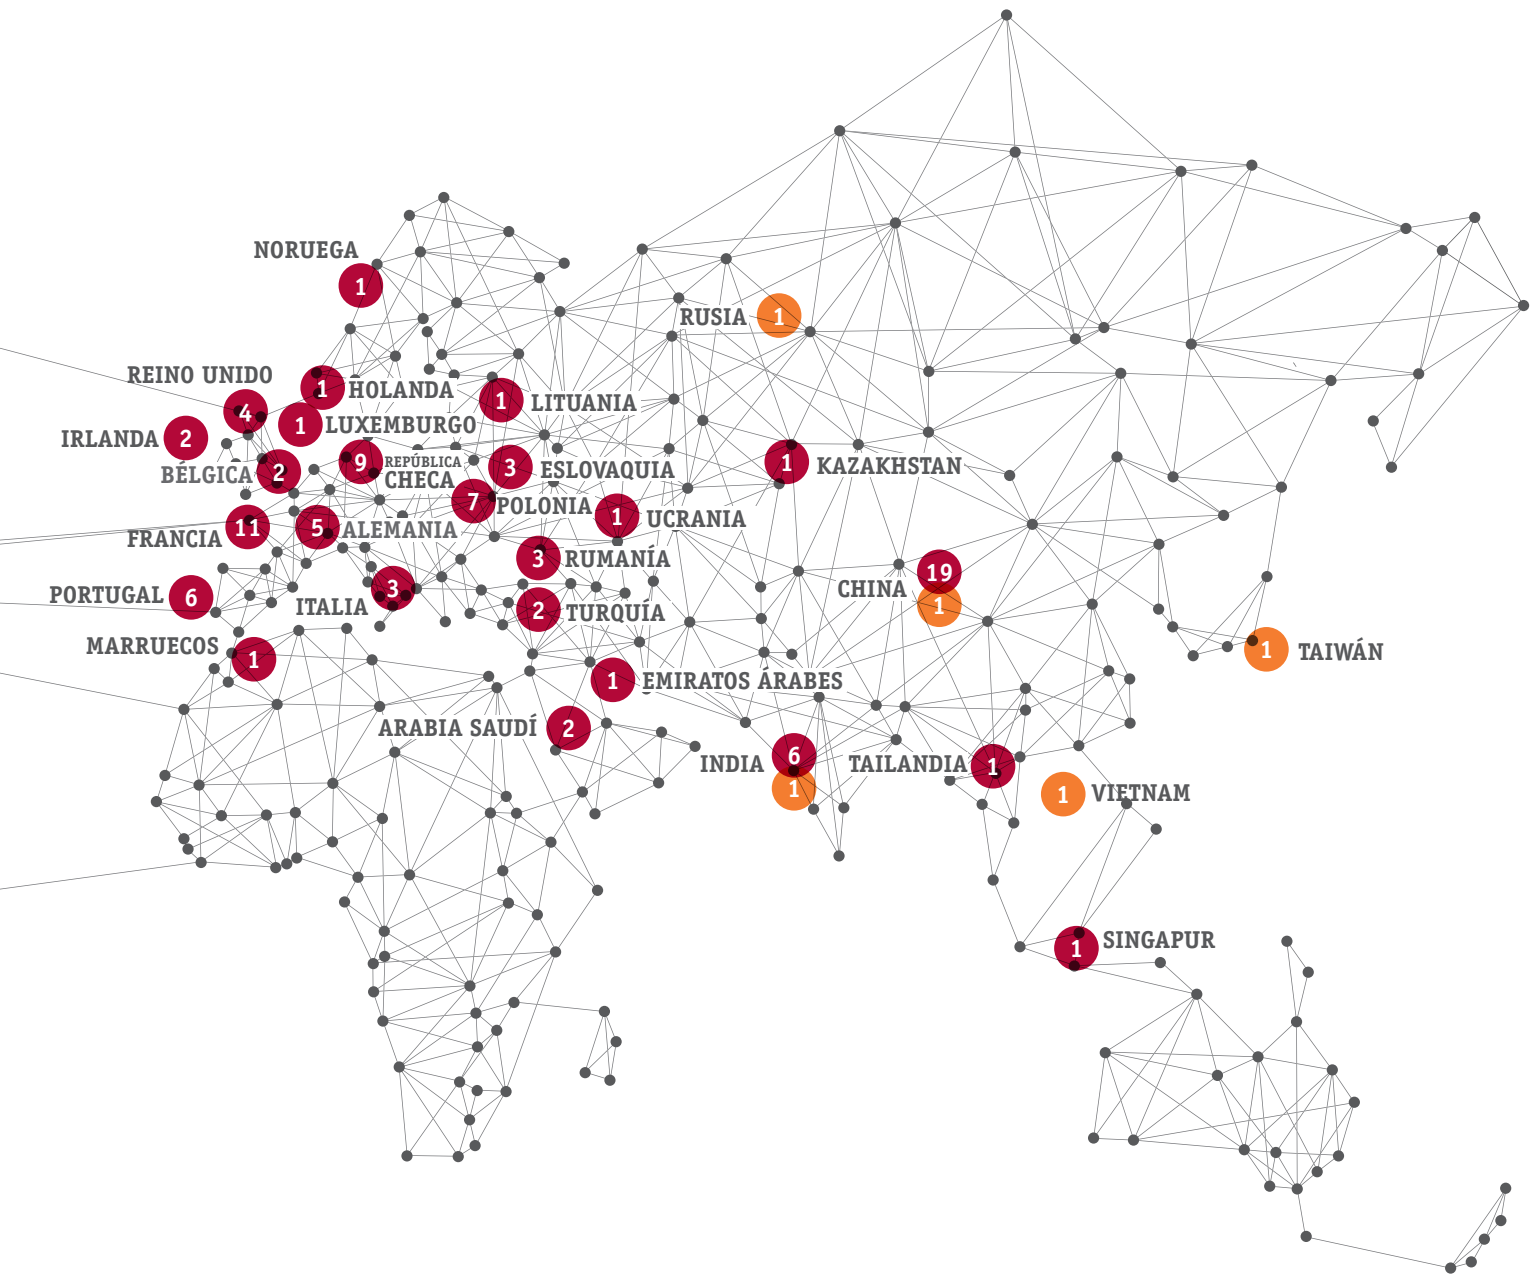 NORUEGA
1
RUSIA 1
REINO UNIDO
4
1 HOLANDA
1 LITUANIA
1 LUXEMBURGO
IRLANDA 2
BÉLGICA 2
9 REPÚBLICA
CHECA
3 ESLOVAQUIA
1 KAZAKHSTAN
7 POLONIA
1 UCRANIA
FRANCIA 11
5 ALEMANIA
3 RUMANÍA
CHINA 19
1
PORTUGAL 6
ITALIA 3
2 TURQUÍA
MARRUECOS 1
1 TAIWÁN
1 EMIRATOS ÁRABES
ARABIA SAUDÍ 2
INDIA 6
1
TAILANDIA 1
1 VIETNAM
1 SINGAPUR